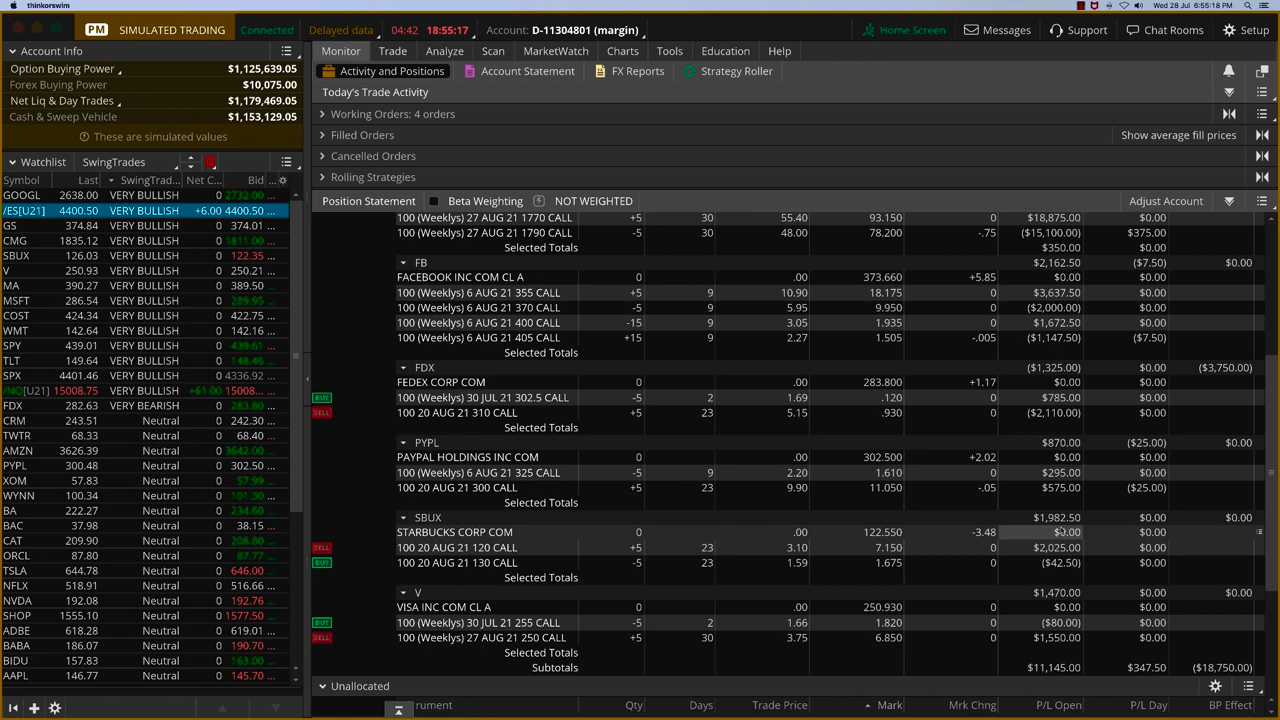 thinkorswim
Wed 28 Jul 6:55:18 PM
PM SIMULATED TRADING Connected Delayed data 04:42 18:55:17 Account: D-11304801 (margin) Home Screen Messages Support Chat Rooms Setup
Account Info
Option Buying Power $1,125,639.05
Forex Buying Power $10,075.00
Net Liq & Day Trades $1,179,469.05
Cash & Sweep Vehicle $1,153,129.05
These are simulated values
Watchlist SwingTrades
Symbol Last SwingTrad... Net C... Bid ...
GOOGL 2638.00 VERY BULLISH 0 2732.00 ...
/ES[U21] 4400.50 VERY BULLISH +6.00 4400.50 ...
GS 374.84 VERY BULLISH 0 374.01 ...
CMG 1835.12 VERY BULLISH 0 1811.00 ...
SBUX 126.03 VERY BULLISH 0 122.35 ...
V 250.93 VERY BULLISH 0 250.21 ...
MA 390.27 VERY BULLISH 0 389.50 ...
MSFT 286.54 VERY BULLISH 0 289.95 ...
COST 424.34 VERY BULLISH 0 422.75 ...
WMT 142.64 VERY BULLISH 0 142.16 ...
SPY 439.01 VERY BULLISH 0 439.61 ...
TLT 149.64 VERY BULLISH 0 148.46 ...
SPX 4401.46 VERY BULLISH 0 4336.92 ...
/NQ[U21] 15008.75 VERY BULLISH +61.00 15008... ...
FDX 282.63 VERY BEARISH 0 283.80 ...
CRM 243.51 Neutral 0 242.30 ...
TWTR 68.33 Neutral 0 68.40 ...
AMZN 3626.39 Neutral 0 3642.00 ...
PYPL 300.48 Neutral 0 302.50 ...
XOM 57.83 Neutral 0 57.99 ...
WYNN 100.34 Neutral 0 101.30 ...
BA 222.27 Neutral 0 234.60 ...
BAC 37.98 Neutral 0 38.15 ...
CAT 209.90 Neutral 0 208.80 ...
ORCL 87.80 Neutral 0 87.77 ...
TSLA 644.78 Neutral 0 646.00 ...
NFLX 518.91 Neutral 0 516.66 ...
NVDA 192.08 Neutral 0 192.76 ...
SHOP 1555.10 Neutral 0 1577.50 ...
ADBE 618.28 Neutral 0 619.01 ...
BABA 186.07 Neutral 0 190.70 ...
BIDU 157.83 Neutral 0 163.00 ...
AAPL 146.77 Neutral 0 145.70 ...
Monitor Trade Analyze Scan MarketWatch Charts Tools Education Help
Activity and Positions Account Statement FX Reports Strategy Roller
Today's Trade Activity
Working Orders: 4 orders
Filled Orders Show average fill prices
Cancelled Orders
Rolling Strategies
Position Statement Beta Weighting NOT WEIGHTED Adjust Account
100 (Weeklys) 27 AUG 21 1770 CALL +5 30 55.40 93.150 0 $18,875.00 $0.00
100 (Weeklys) 27 AUG 21 1790 CALL -5 30 48.00 78.200 -.75 ($15,100.00) $375.00
Selected Totals $350.00 $0.00
FB $2,162.50 ($7.50) $0.00
FACEBOOK INC COM CL A 0 .00 373.660 +5.85 $0.00 $0.00
100 (Weeklys) 6 AUG 21 355 CALL +5 9 10.90 18.175 0 $3,637.50 $0.00
100 (Weeklys) 6 AUG 21 370 CALL -5 9 5.95 9.950 0 ($2,000.00) $0.00
100 (Weeklys) 6 AUG 21 400 CALL -15 9 3.05 1.935 0 $1,672.50 $0.00
100 (Weeklys) 6 AUG 21 405 CALL +15 9 2.27 1.505 -.005 ($1,147.50) ($7.50)
Selected Totals
FDX ($1,325.00) $0.00 ($3,750.00)
FEDEX CORP COM 0 .00 283.800 +1.17 $0.00 $0.00
BUY 100 (Weeklys) 30 JUL 21 302.5 CALL -5 2 1.69 .120 0 $785.00 $0.00
SELL 100 20 AUG 21 310 CALL +5 23 5.15 .930 0 ($2,110.00) $0.00
Selected Totals
PYPL $870.00 ($25.00) $0.00
PAYPAL HOLDINGS INC COM 0 .00 302.500 +2.02 $0.00 $0.00
100 (Weeklys) 6 AUG 21 325 CALL -5 9 2.20 1.610 0 $295.00 $0.00
100 20 AUG 21 300 CALL +5 23 9.90 11.050 -.05 $575.00 ($25.00)
Selected Totals
SBUX $1,982.50 $0.00 $0.00
STARBUCKS CORP COM 0 .00 122.550 -3.48 $0.00 $0.00
SELL 100 20 AUG 21 120 CALL +5 23 3.10 7.150 0 $2,025.00 $0.00
BUY 100 20 AUG 21 130 CALL -5 23 1.59 1.675 0 ($42.50) $0.00
Selected Totals
V $1,470.00 $0.00 $0.00
VISA INC COM CL A 0 .00 250.930 0 $0.00 $0.00
BUY 100 (Weeklys) 30 JUL 21 255 CALL -5 2 1.66 1.820 0 ($80.00) $0.00
SELL 100 (Weeklys) 27 AUG 21 250 CALL +5 30 3.75 6.850 0 $1,550.00 $0.00
Selected Totals
Subtotals $11,145.00 $347.50 ($18,750.00)
Unallocated
rument Qty Days Trade Price Mark Mrk Chng P/L Open P/L Day BP Effect